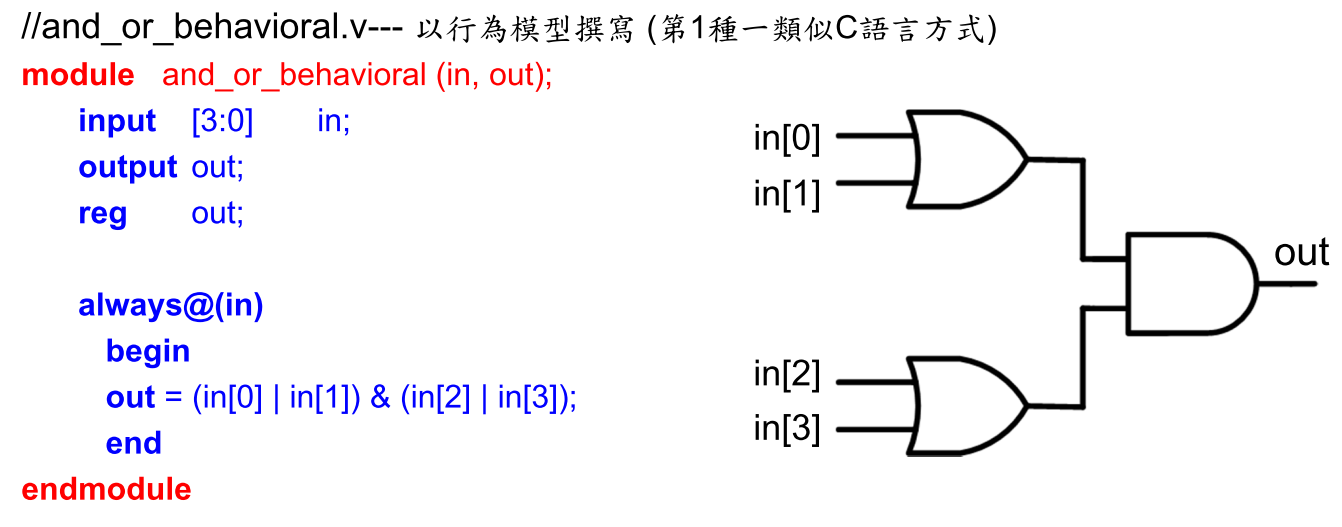 //and_or_behavioral.v--- 以行為模型撰寫 (第1種一類似C語言方式)
module and_or_behavioral (in, out);
input [3:0] in;
output out;
reg out;
always@(in)
begin
out = (in[0] | in[1]) & (in[2] | in[3]);
end
endmodule
in[0]
in[1]
out
in[2]
in[3]